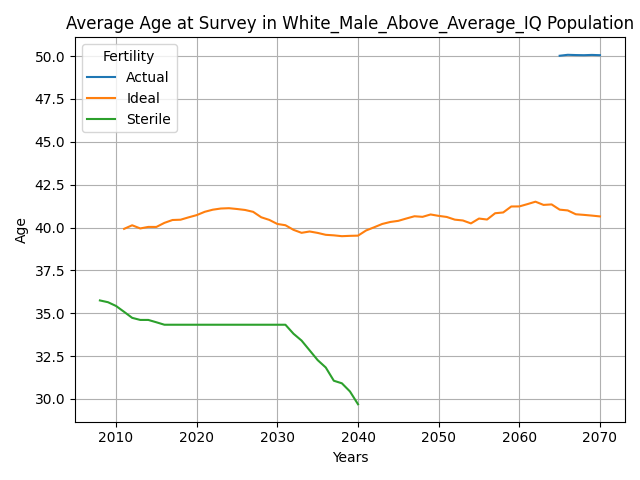 Average Age at Survey in White_Male_Above_Average_IQ Population
Fertility
Actual
Ideal
Sterile
50.0
47.5
45.0
42.5
40.0
37.5
35.0
32.5
30.0
Age
2010 2020 2030 2040 2050 2060 2070
Years